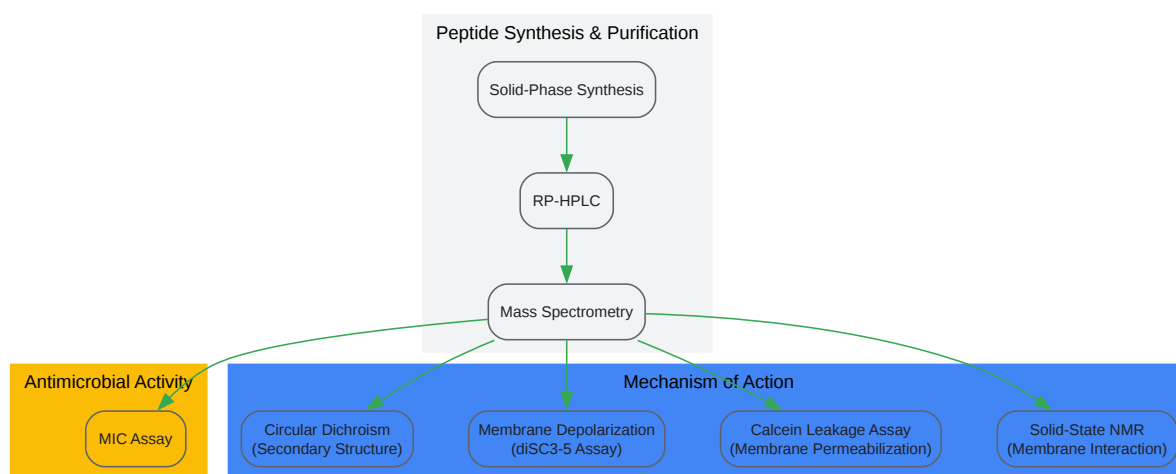 Peptide Synthesis & Purification
Solid-Phase Synthesis
RP-HPLC
Mass Spectrometry
Antimicrobial Activity
MIC Assay
Mechanism of Action
Circular Dichroism
(Secondary Structure)
Membrane Depolarization
(diSC3-5 Assay)
Calcein Leakage Assay
(Membrane Permeabilization)
Solid-State NMR
(Membrane Interaction)